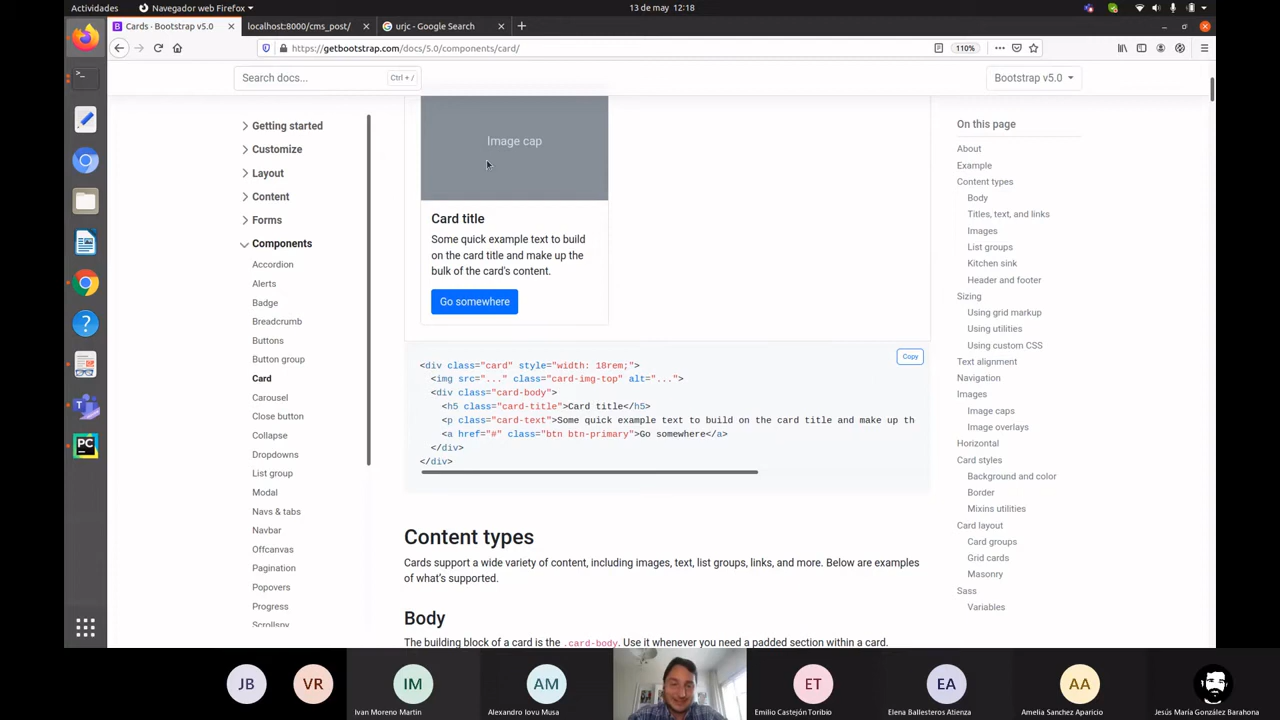 Actividades
Navegador web Firefox
13 de may 12:18
Cards · Bootstrap v5.0
localhost:8000/cms_post/
urjc - Google Search
https://getbootstrap.com/docs/5.0/components/card/
110%
Search docs...
Ctrl + /
Bootstrap v5.0
Getting started
Customize
Layout
Content
Forms
Components
Accordion
Alerts
Badge
Breadcrumb
Buttons
Button group
Card
Carousel
Close button
Collapse
Dropdowns
List group
Modal
Navs & tabs
Navbar
Offcanvas
Pagination
Popovers
Progress
Scrollspy
Image cap
Card title
Some quick example text to build
on the card title and make up the
bulk of the card's content.
Go somewhere
Copy
<div class="card" style="width: 18rem;">
<img src="..." class="card-img-top" alt="...">
<div class="card-body">
<h5 class="card-title">Card title</h5>
<p class="card-text">Some quick example text to build on the card title and make up th
<a href="#" class="btn btn-primary">Go somewhere</a>
</div>
</div>
Content types
Cards support a wide variety of content, including images, text, list groups, links, and more. Below are examples
of what's supported.
Body
The building block of a card is the .card-body. Use it whenever you need a padded section within a card.
On this page
About
Example
Content types
Body
Titles, text, and links
Images
List groups
Kitchen sink
Header and footer
Sizing
Using grid markup
Using utilities
Using custom CSS
Text alignment
Navigation
Images
Image caps
Image overlays
Horizontal
Card styles
Background and color
Border
Mixins utilities
Card layout
Card groups
Grid cards
Masonry
Sass
Variables
PC
JB
VR
IM
AM
ET
EA
AA
Ivan Moreno Martin
Alexandro Iovu Musa
Emilio Castejón Toribio
Elena Ballesteros Atienza
Amelia Sanchez Aparicio
Jesús María González Barahona